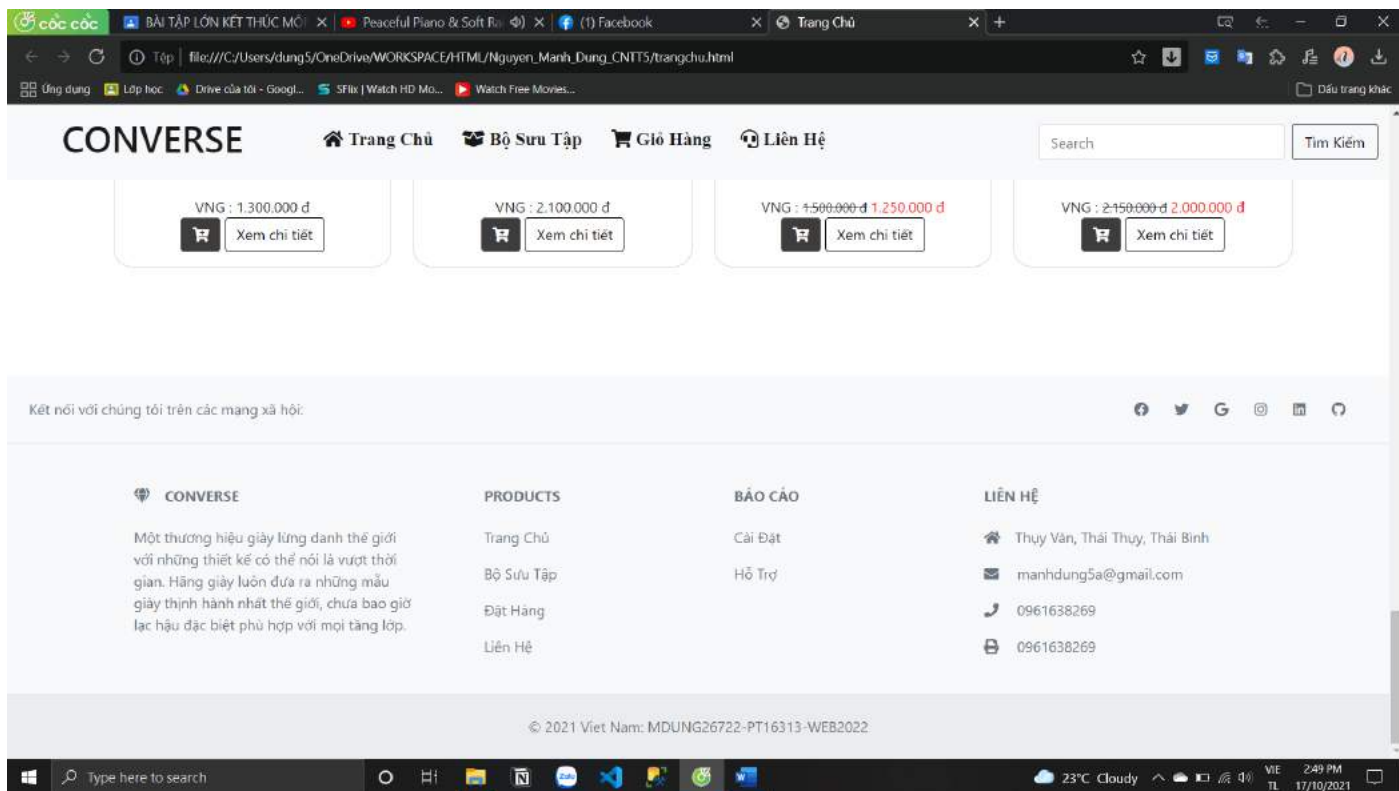 cốc cốc
BÀI TẬP LỚN KẾT THÚC MÔ
Peaceful Piano & Soft Ra
(1) Facebook
Trang Chủ
Tệp
file:///C:/Users/dung5/OneDrive/WORKSPACE/HTML/Nguyen_Manh_Dung_CNTT5/trangchu.html
Ứng dụng
Lớp học
Drive của tôi - Googl...
SFlix | Watch HD Mo...
Watch Free Movies...
Dấu trang khác
CONVERSE
Trang Chủ
Bộ Sưu Tập
Giỏ Hàng
Liên Hệ
Search
Tìm Kiếm
VNG : 1.300.000 đ
Xem chi tiết
VNG : 2.100.000 đ
Xem chi tiết
VNG : 1.500.000 đ 1.250.000 đ
Xem chi tiết
VNG : 2.150.000 đ 2.000.000 đ
Xem chi tiết
Kết nối với chúng tôi trên các mạng xã hội:
CONVERSE
Một thương hiệu giày lừng danh thế giới
với những thiết kế có thể nói là vượt thời
gian. Hãng giày luôn đưa ra những mẫu
giày thịnh hành nhất thế giới, chưa bao giờ
lạc hậu đặc biệt phù hợp với mọi tầng lớp.
PRODUCTS
Trang Chủ
Bộ Sưu Tập
Đặt Hàng
Liên Hệ
BÁO CÁO
Cài Đặt
Hỗ Trợ
LIÊN HỆ
Thụy Văn, Thái Thụy, Thái Bình
manhdung5a@gmail.com
0961638269
0961638269
© 2021 Viet Nam: MDUNG26722-PT16313-WEB2022
Type here to search
Zalo
23°C Cloudy
VIE
TL
2:49 PM
17/10/2021